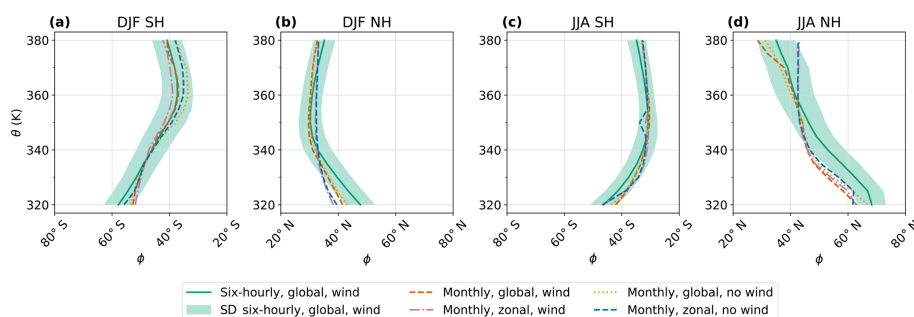 (a) DJF SH
(b) DJF NH
(c) JJA SH
(d) JJA NH
θ (K)
380
360
340
320
80° S
60° S
40° S
20° S
ϕ
380
360
340
320
20° N
40° N
60° N
80° N
ϕ
380
360
340
320
80° S
60° S
40° S
20° S
ϕ
380
360
340
320
20° N
40° N
60° N
80° N
ϕ
Six-hourly, global, wind
SD six-hourly, global, wind
Monthly, global, wind
Monthly, zonal, wind
Monthly, global, no wind
Monthly, zonal, no wind